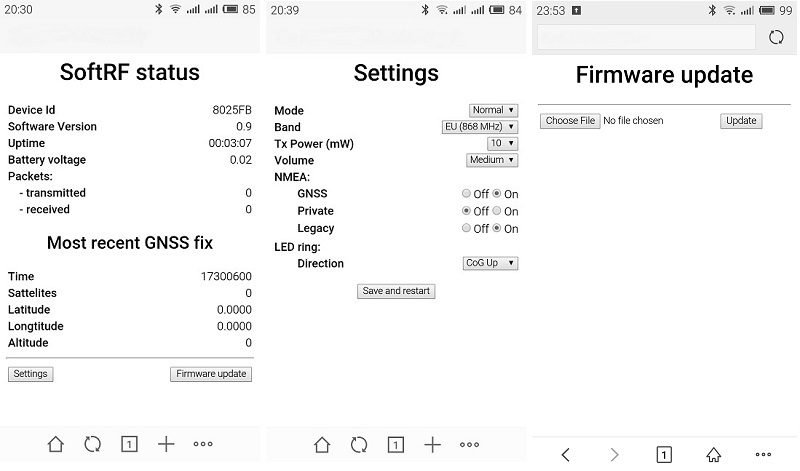 20:30 85
SoftRF status
Device Id 8025FB
Software Version 0.9
Uptime 00:03:07
Battery voltage 0.02
Packets:
- transmitted 0
- received 0
Most recent GNSS fix
Time 17300600
Sattelites 0
Latitude 0.0000
Longtitude 0.0000
Altitude 0
Settings Firmware update
1
20:39 84
Settings
Mode Normal
Band EU (868 MHz)
Tx Power (mW) 10
Volume Medium
NMEA:
GNSS Off On
Private Off On
Legacy Off On
LED ring:
Direction CoG Up
Save and restart
1
23:53 99
Firmware update
Choose File No file chosen Update
1